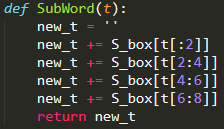 def SubWord(t):
    new_t = ''
    new_t += S_box[t[:2]]
    new_t += S_box[t[2:4]]
    new_t += S_box[t[4:6]]
    new_t += S_box[t[6:8]]
    return new_t